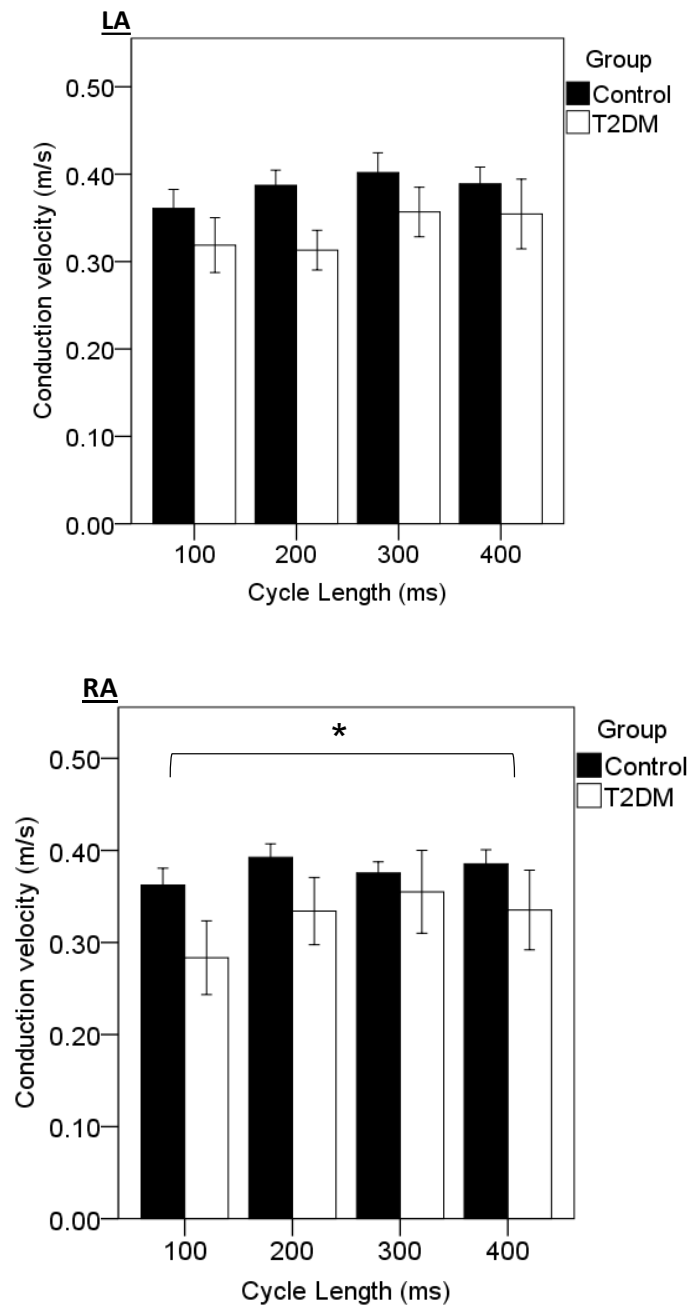 LA
Group
Control
T2DM
0.50
0.40
0.30
0.20
0.10
0.00
Conduction velocity (m/s)
100 200 300 400
Cycle Length (ms)
RA
*
Group
Control
T2DM
0.50
0.40
0.30
0.20
0.10
0.00
Conduction velocity (m/s)
100 200 300 400
Cycle Length (ms)